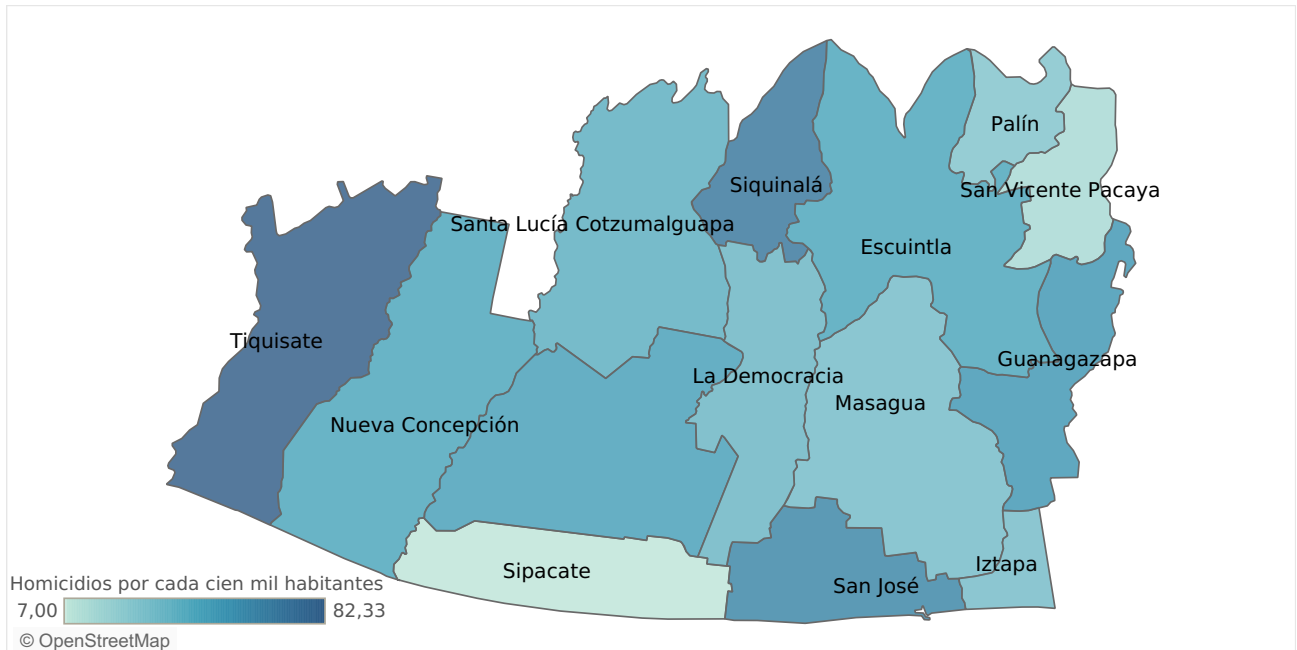 Palín
Siquinalá
San Vicente Pacaya
Santa Lucía Cotzumalguapa
Escuintla
Tiquisate
Guanagazapa
La Democracia
Masagua
Nueva Concepción
Iztapa
Sipacate
San José
Homicidios por cada cien mil habitantes
7,00 82,33
© OpenStreetMap